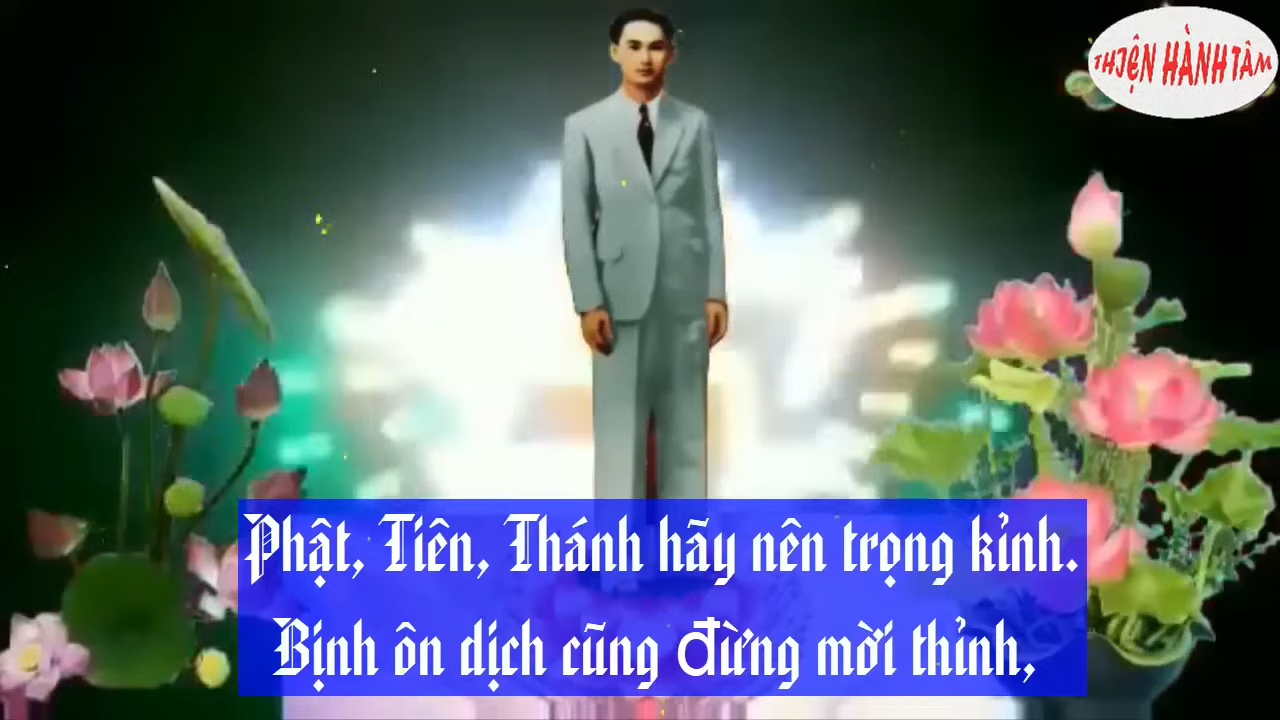 THIỆN HÀNH TÂM
Phật, Tiên, Thánh hãy nên trọng kỉnh.
Bịnh ôn dịch cũng đừng mời thỉnh,